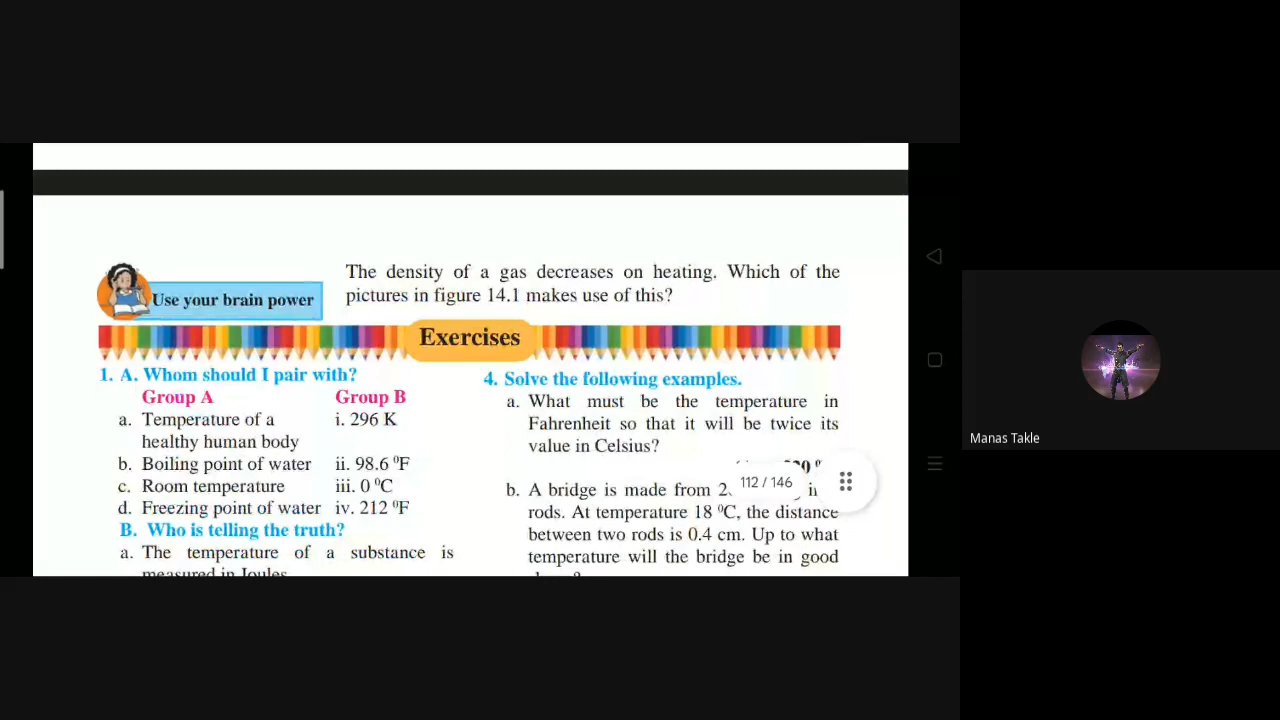 The density of a gas decreases on heating. Which of the
pictures in figure 14.1 makes use of this?
Use your brain power
Exercises
1. A. Whom should I pair with?
Group A Group B
a. Temperature of a i. 296 K
healthy human body
b. Boiling point of water ii. 98.6 ⁰F
c. Room temperature iii. 0 ⁰C
d. Freezing point of water iv. 212 ⁰F
B. Who is telling the truth?
a. The temperature of a substance is
measured in Joules
4. Solve the following examples.
a. What must be the temperature in
Fahrenheit so that it will be twice its
value in Celsius?
b. A bridge is made from
rods. At temperature 18 ⁰C, the distance
between two rods is 0.4 cm. Up to what
temperature will the bridge be in good
112 / 146
Manas Takle